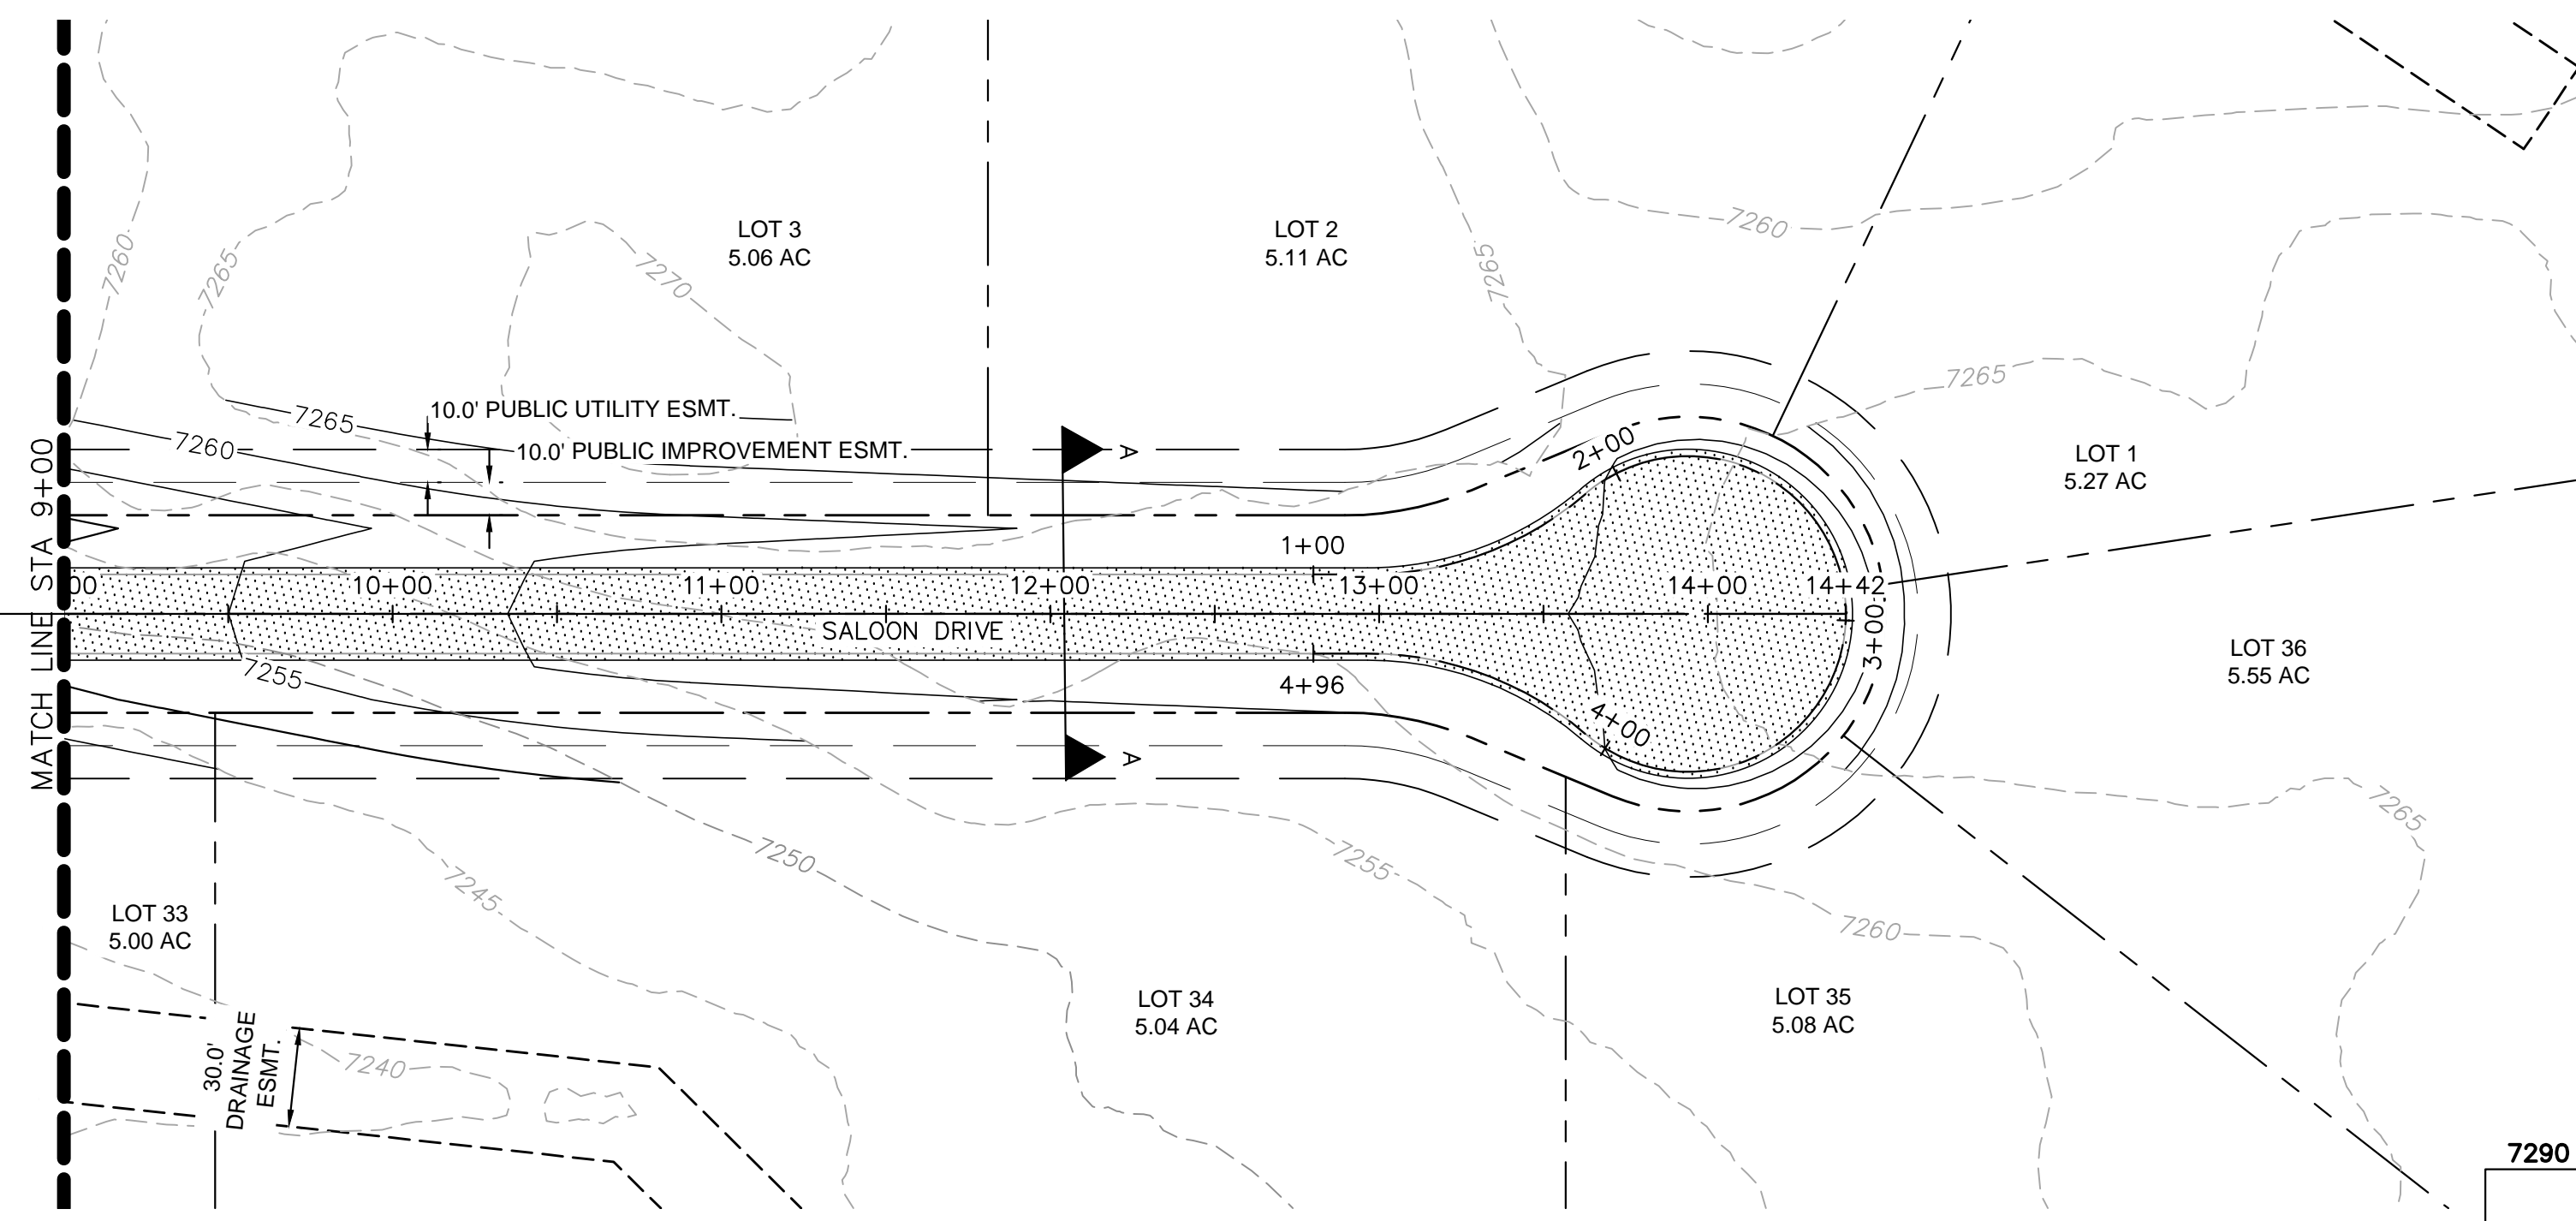 LOT 3
5.06 AC
LOT 2
5.11 AC
7260
7260
7265
7270
7265
7265
10.0' PUBLIC UTILITY ESMT.
10.0' PUBLIC IMPROVEMENT ESMT.
7265
7260
A
2+00
LOT 1
5.27 AC
MATCH LINE STA 9+00
1+00
00
10+00
11+00
12+00
13+00
14+00
14+42
SALOON DRIVE
3+00
7255
4+96
4+00
A
LOT 36
5.55 AC
7265
7250
7255
7245
7260
LOT 33
5.00 AC
LOT 34
5.04 AC
LOT 35
5.08 AC
30.0'
DRAINAGE
ESMT.
7240
7290